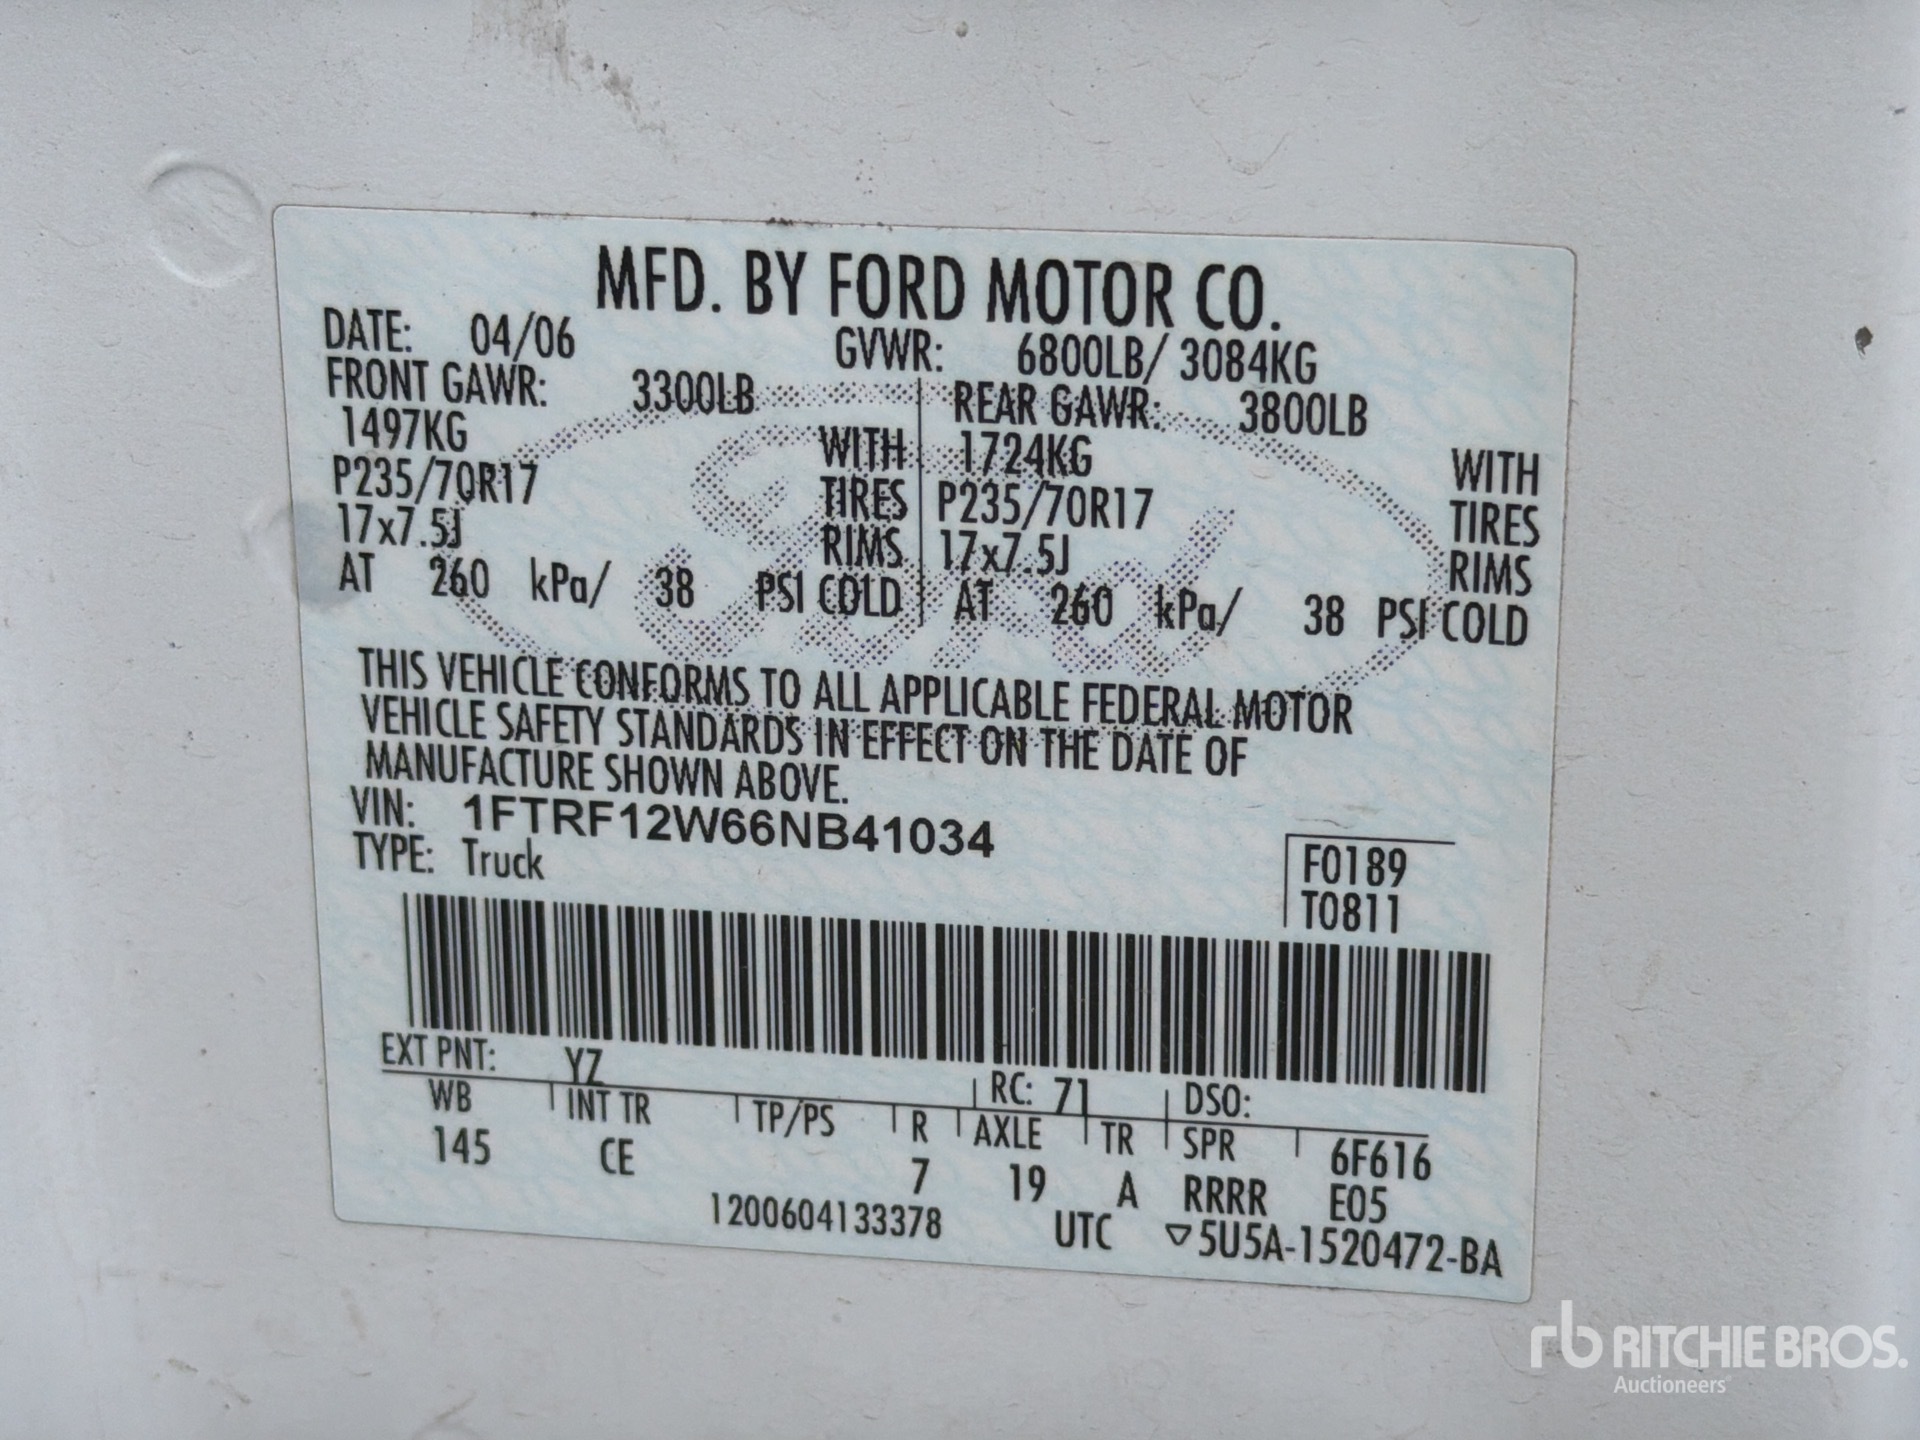 MFD. BY FORD MOTOR CO.
DATE: 04/06 GVWR: 6800LB/ 3084KG
FRONT GAWR: 3300LB REAR GAWR: 3800LB
1497KG WITH 1724KG WITH
P235/70R17 TIRES P235/70R17 TIRES
17x7.5J RIMS 17x7.5J RIMS
AT 260 kPa/ 38 PSI COLD AT 260 kPa/ 38 PSI COLD
Ford
THIS VEHICLE CONFORMS TO ALL APPLICABLE FEDERAL MOTOR
VEHICLE SAFETY STANDARDS IN EFFECT ON THE DATE OF
MANUFACTURE SHOWN ABOVE.
VIN: 1FTRF12W66NB41034
TYPE: Truck
F0189
T0811
EXT PNT: YZ RC: 71 DSO:
WB INT TR TP/PS R AXLE TR SPR 6F616
145 CE 7 19 A RRRR E05
1200604133378 UTC ▽5U5A-1520472-BA
rb RITCHIE BROS.
Auctioneers